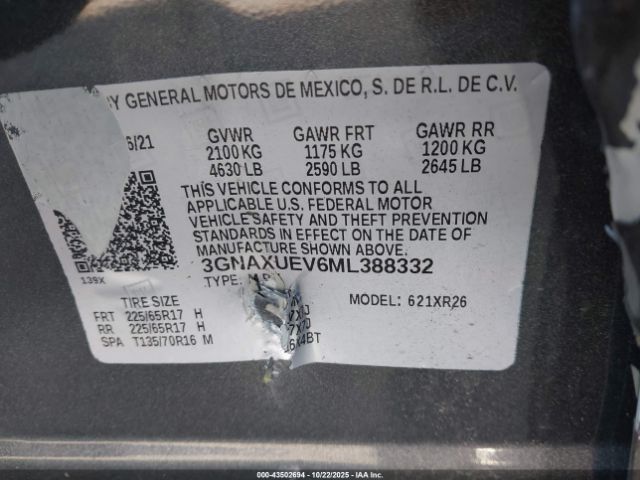 BY GENERAL MOTORS DE MEXICO, S. DE R.L. DE C.V.
/21 GVWR GAWR FRT GAWR RR
2100 KG 1175 KG 1200 KG
4630 LB 2590 LB 2645 LB
THIS VEHICLE CONFORMS TO ALL
APPLICABLE U.S. FEDERAL MOTOR
VEHICLE SAFETY AND THEFT PREVENTION
STANDARDS IN EFFECT ON THE DATE OF MANUFACTURE SHOWN ABOVE.
3GNAXUEV6ML388332
139X
TYPE:
TIRE SIZE MODEL: 621XR26
FRT 225/65R17 H
RR 225/65R17 H
SPA T135/70R16 M
000-43502694 - 10/22/2025 - IAA Inc.